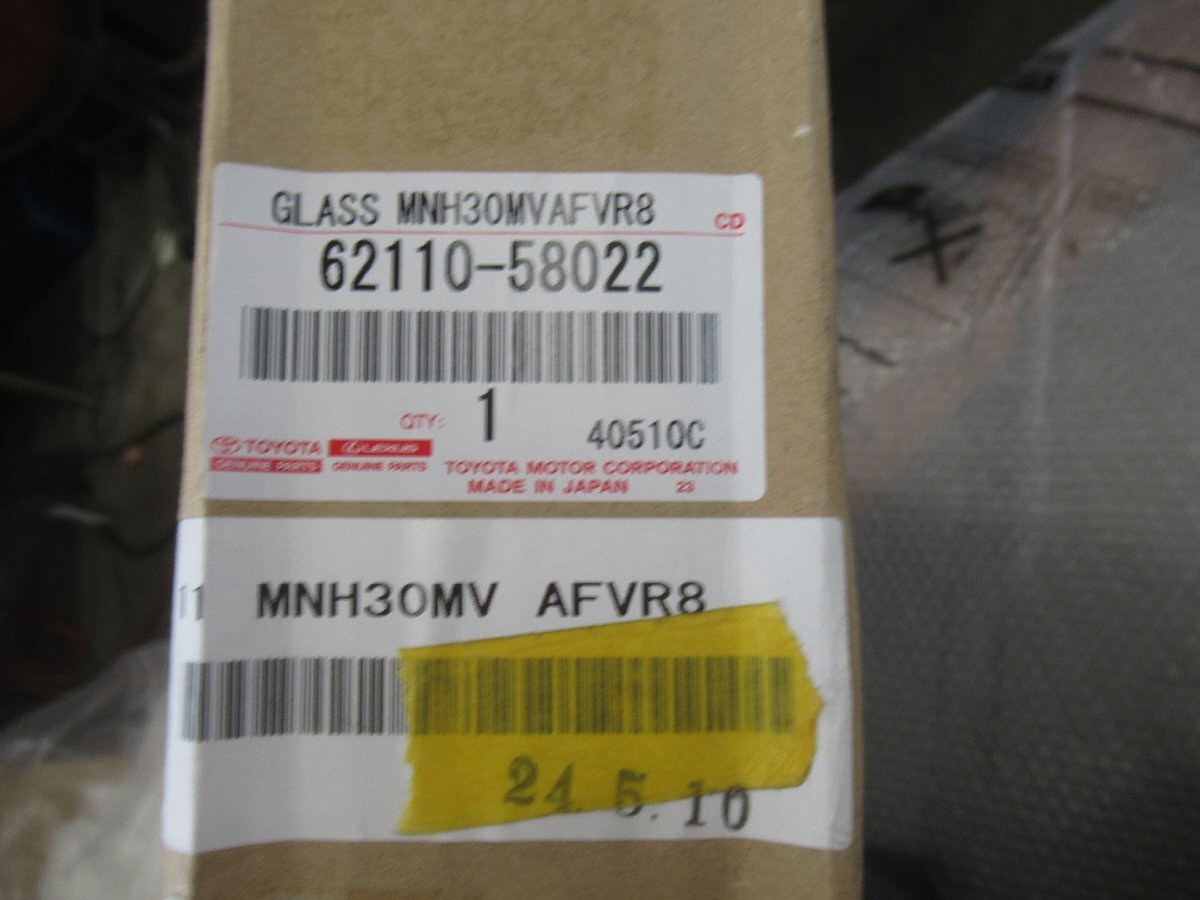 GLASS MNH30MVAFVR8
CD
62110-58022
QTY: 1
40510C
TOYOTA LEXUS
GENUINE PARTS GENUINE PARTS
TOYOTA MOTOR CORPORATION
MADE IN JAPAN 23
11 MNH30MV AFVR8
24.5.10